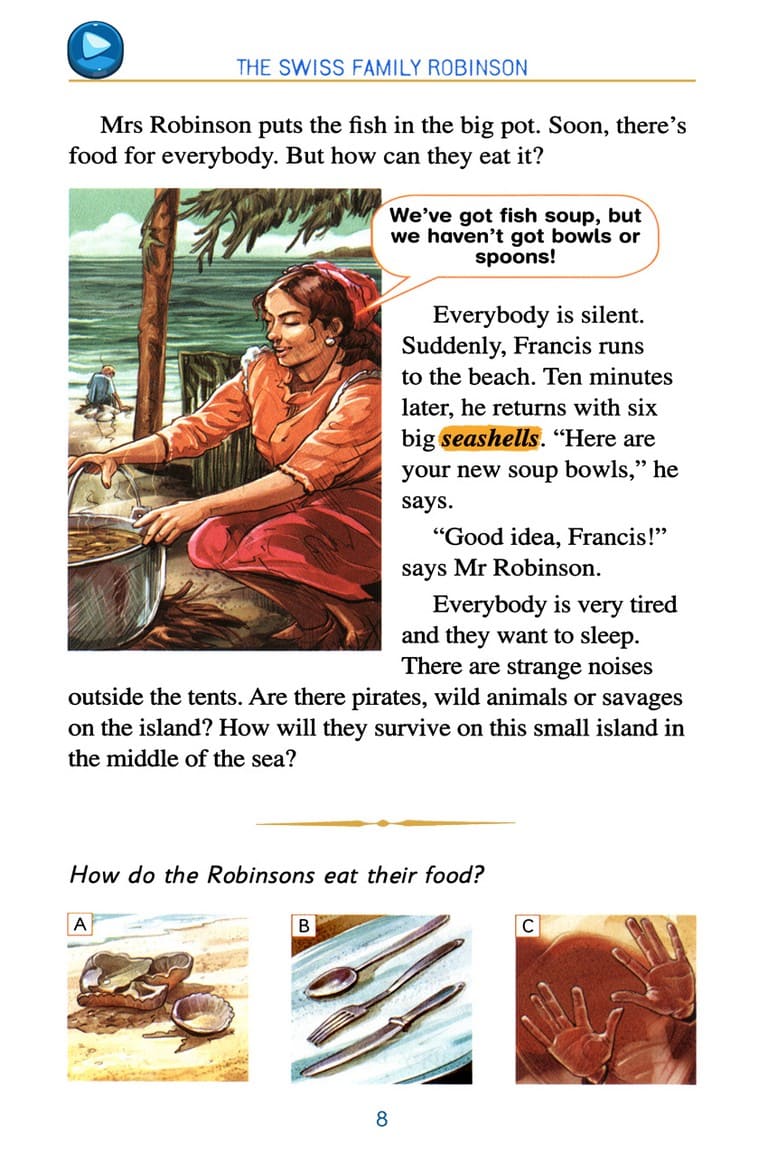 THE SWISS FAMILY ROBINSON
Mrs Robinson puts the fish in the big pot. Soon, there's
food for everybody. But how can they eat it?
We've got fish soup, but
we haven't got bowls or
spoons!
Everybody is silent.
Suddenly, Francis runs
to the beach. Ten minutes
later, he returns with six
big seashells. “Here are
your new soup bowls,” he
says.
“Good idea, Francis!”
says Mr Robinson.
Everybody is very tired
and they want to sleep.
There are strange noises
outside the tents. Are there pirates, wild animals or savages
on the island? How will they survive on this small island in
the middle of the sea?
How do the Robinsons eat their food?
A
B
C
8